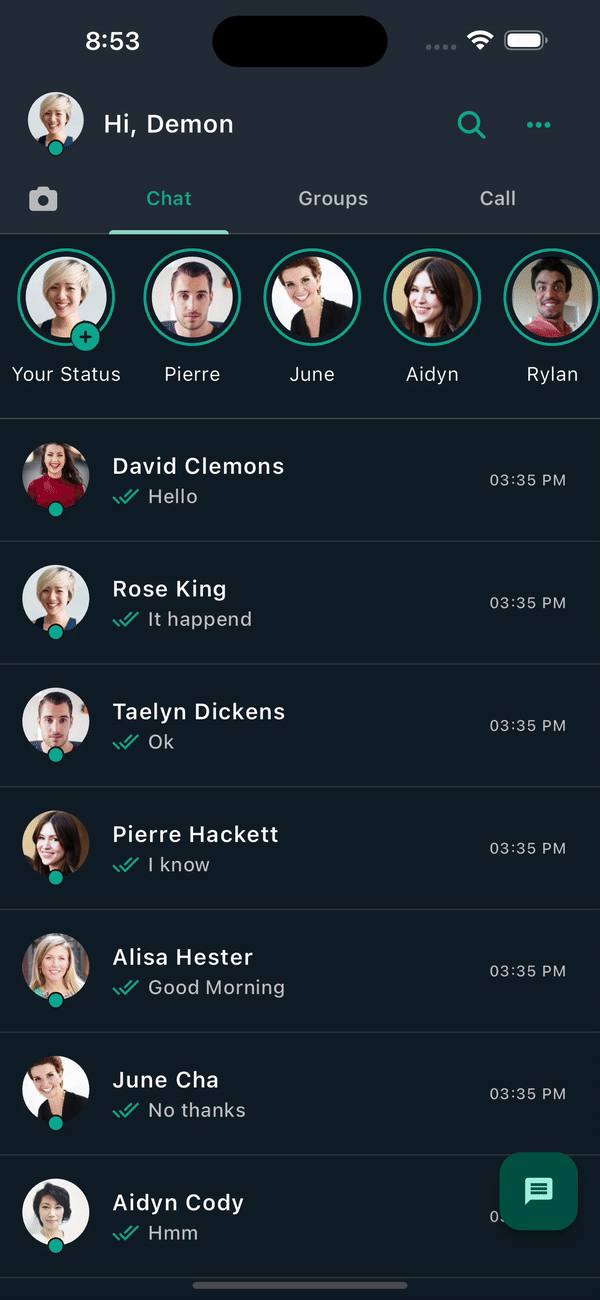 8:53
Hi, Demon
Chat Groups Call
Your Status Pierre June Aidyn Rylan
David Clemons
Hello
03:35 PM
Rose King
It happend
03:35 PM
Taelyn Dickens
Ok
03:35 PM
Pierre Hackett
I know
03:35 PM
Alisa Hester
Good Morning
03:35 PM
June Cha
No thanks
03:35 PM
Aidyn Cody
Hmm